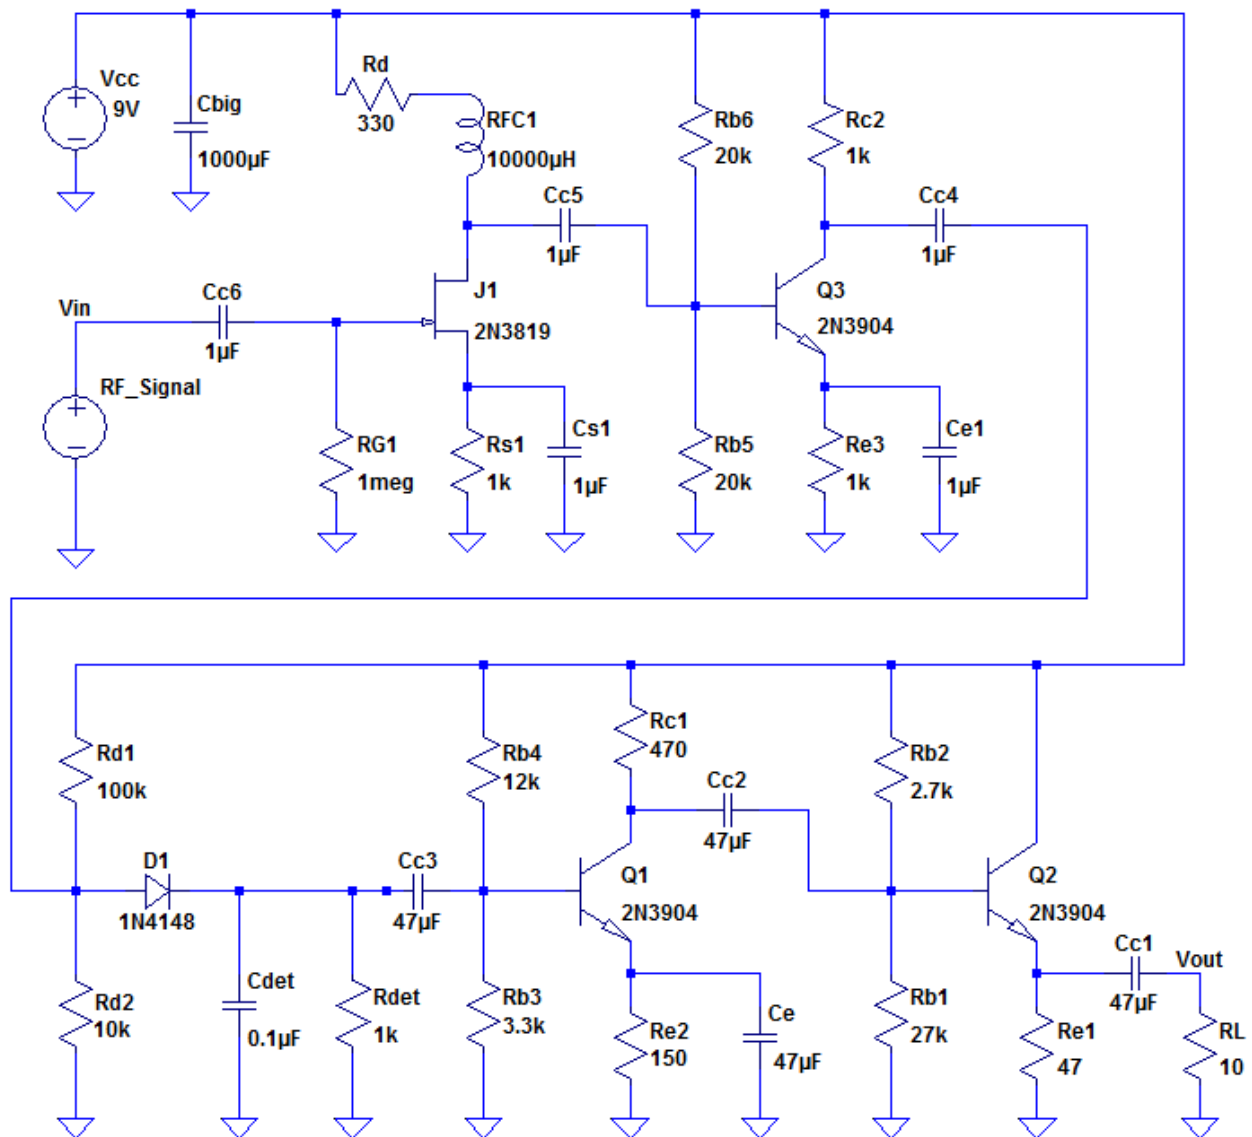 Vcc
9V
Cbig
1000µF
Rd
330
RFC1
10000µH
Rb6
20k
Rc2
1k
Cc5
1µF
Cc4
1µF
Vin
Cc6
1µF
J1
2N3819
Q3
2N3904
RF_Signal
RG1
1meg
Rs1
1k
Cs1
1µF
Rb5
20k
Re3
1k
Ce1
1µF
Rd1
100k
Rb4
12k
Rc1
470
Rb2
2.7k
Cc2
47µF
D1
1N4148
Cc3
47µF
Q1
2N3904
Q2
2N3904
Cc1
47µF
Vout
Rd2
10k
Cdet
0.1µF
Rdet
1k
Rb3
3.3k
Re2
150
Ce
47µF
Rb1
27k
Re1
47
RL
10